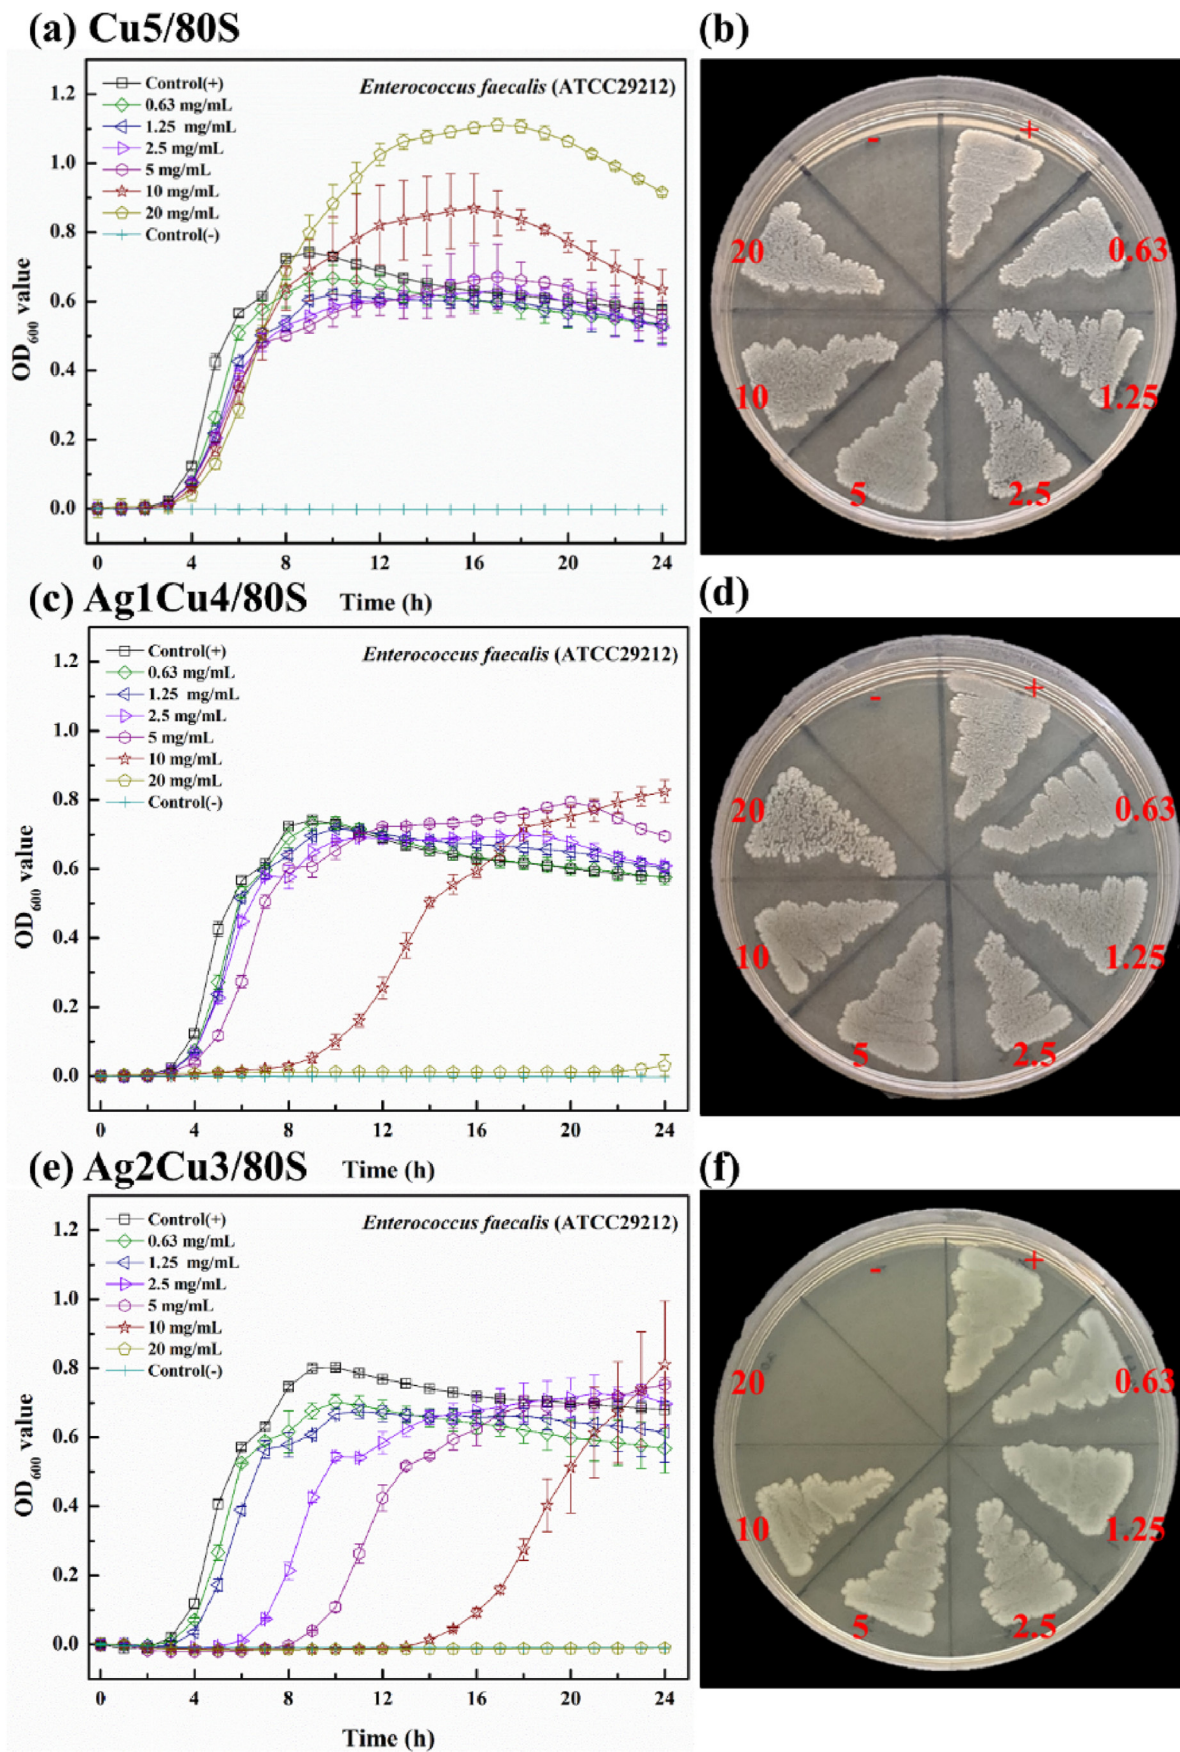 (a) Cu5/80S
(b)
Enterococcus faecalis (ATCC29212)
Control(+)
0.63 mg/mL
1.25 mg/mL
2.5 mg/mL
5 mg/mL
10 mg/mL
20 mg/mL
Control(-)
1.2
1.0
0.8
0.6
0.4
0.2
0.0
OD600 value
0 4 8 12 16 20 24
Time (h)
- +
20 0.63
10 1.25
5 2.5
(c) Ag1Cu4/80S
(d)
Enterococcus faecalis (ATCC29212)
Control(+)
0.63 mg/mL
1.25 mg/mL
2.5 mg/mL
5 mg/mL
10 mg/mL
20 mg/mL
Control(-)
1.2
1.0
0.8
0.6
0.4
0.2
0.0
OD600 value
0 4 8 12 16 20 24
Time (h)
- +
20 0.63
10 1.25
5 2.5
(e) Ag2Cu3/80S
(f)
Enterococcus faecalis (ATCC29212)
Control(+)
0.63 mg/mL
1.25 mg/mL
2.5 mg/mL
5 mg/mL
10 mg/mL
20 mg/mL
Control(-)
1.2
1.0
0.8
0.6
0.4
0.2
0.0
OD600 value
0 4 8 12 16 20 24
Time (h)
- +
20 0.63
10 1.25
5 2.5